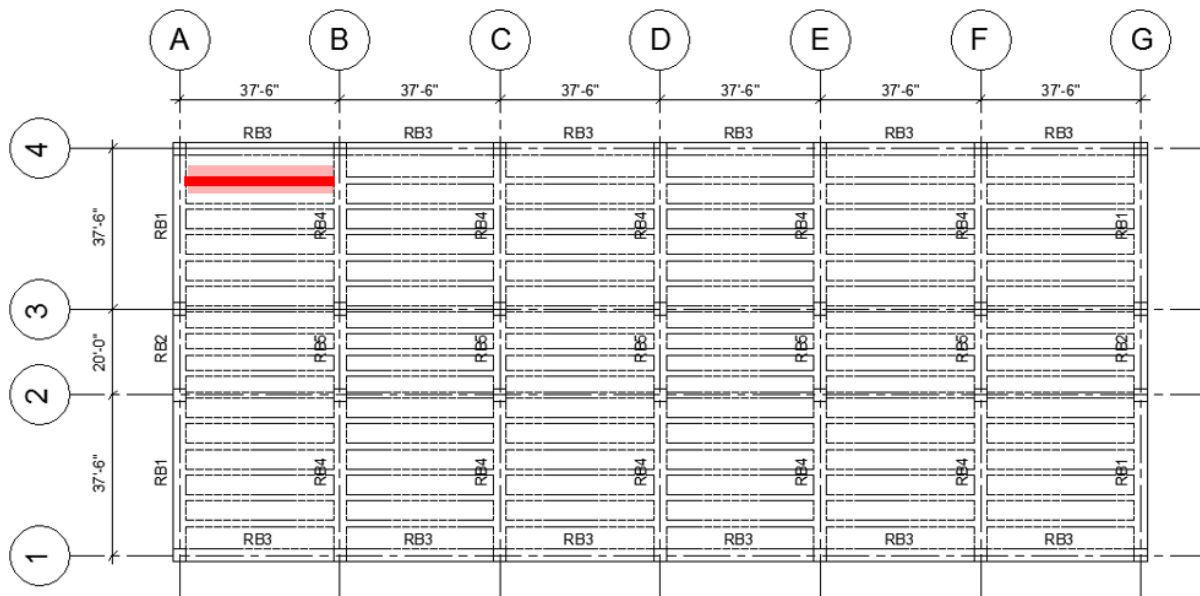 A B C D E F G
37'-6" 37'-6" 37'-6" 37'-6" 37'-6" 37'-6"
RB3 RB3 RB3 RB3 RB3 RB3
4
37'-6" RB1 RB4 RB4 RB4 RB4 RB4 RB1
3
20'-0" RB2 RB5 RB5 RB5 RB5 RB5 RB2
2
37'-6" RB1 RB4 RB4 RB4 RB4 RB4 RB1
RB3 RB3 RB3 RB3 RB3 RB3
1